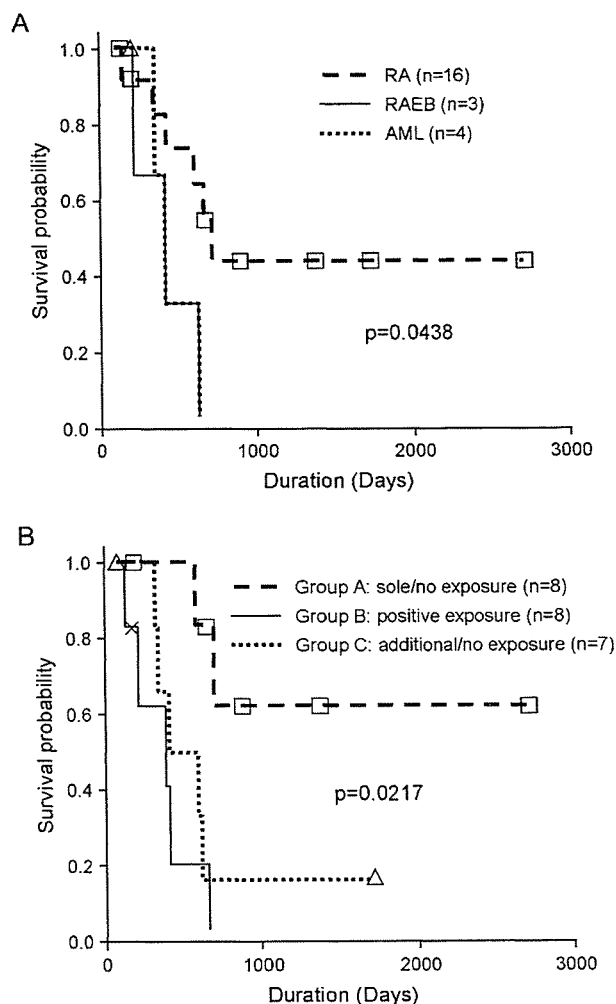 A
Survival probability
1.0
0.8
0.6
0.4
0.2
0.0
RA (n=16)
RAEB (n=3)
AML (n=4)
p=0.0438
1000
2000
3000
Duration (Days)
B
Survival probability
1.0
0.8
0.6
0.4
0.2
0.0
Group A: sole/no exposure (n=8)
Group B: positive exposure (n=8)
Group C: additional/no exposure (n=7)
p=0.0217
0
1000
2000
3000
Duration (Days)